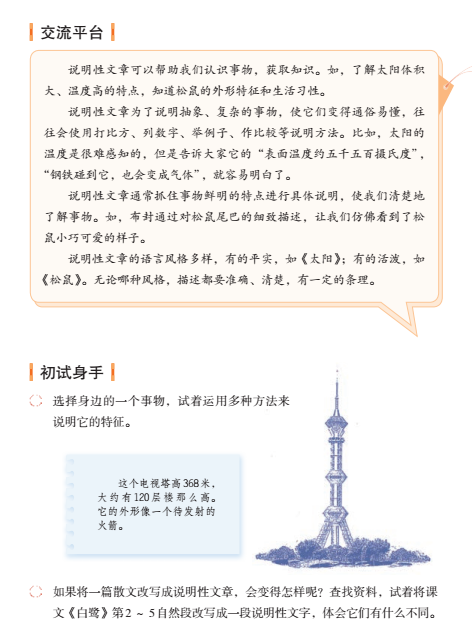 交流平台
说明性文章可以帮助我们认识事物，获取知识。如，了解太阳体积
大、温度高的特点，知道松鼠的外形特征和生活习性。
说明性文章为了说明抽象、复杂的事物，使它们变得通俗易懂，往
往会使用打比方、列数字、举例子、作比较等说明方法。比如，太阳的
温度是很难感知的，但是告诉大家它的“表面温度约五千五百摄氏度”，
“钢铁碰到它，也会变成气体”，就容易明白了。
说明性文章通常抓住事物鲜明的特点进行具体说明，使我们清楚地
了解事物。如，布封通过对松鼠尾巴的细致描述，让我们仿佛看到了松
鼠小巧可爱的样子。
说明性文章的语言风格多样，有的平实，如《太阳》；有的活泼，如
《松鼠》。无论哪种风格，描述都要准确、清楚，有一定的条理。
初试身手
选择身边的一个事物，试着运用多种方法来
说明它的特征。
这个电视塔高368米，
大约有120层楼那么高。
它的外形像一个待发射的
火箭。
如果将一篇散文改写成说明性文章，会变得怎样呢？查找资料，试着将课
文《白鹭》第2 ~ 5自然段改写成一段说明性文字，体会它们有什么不同。